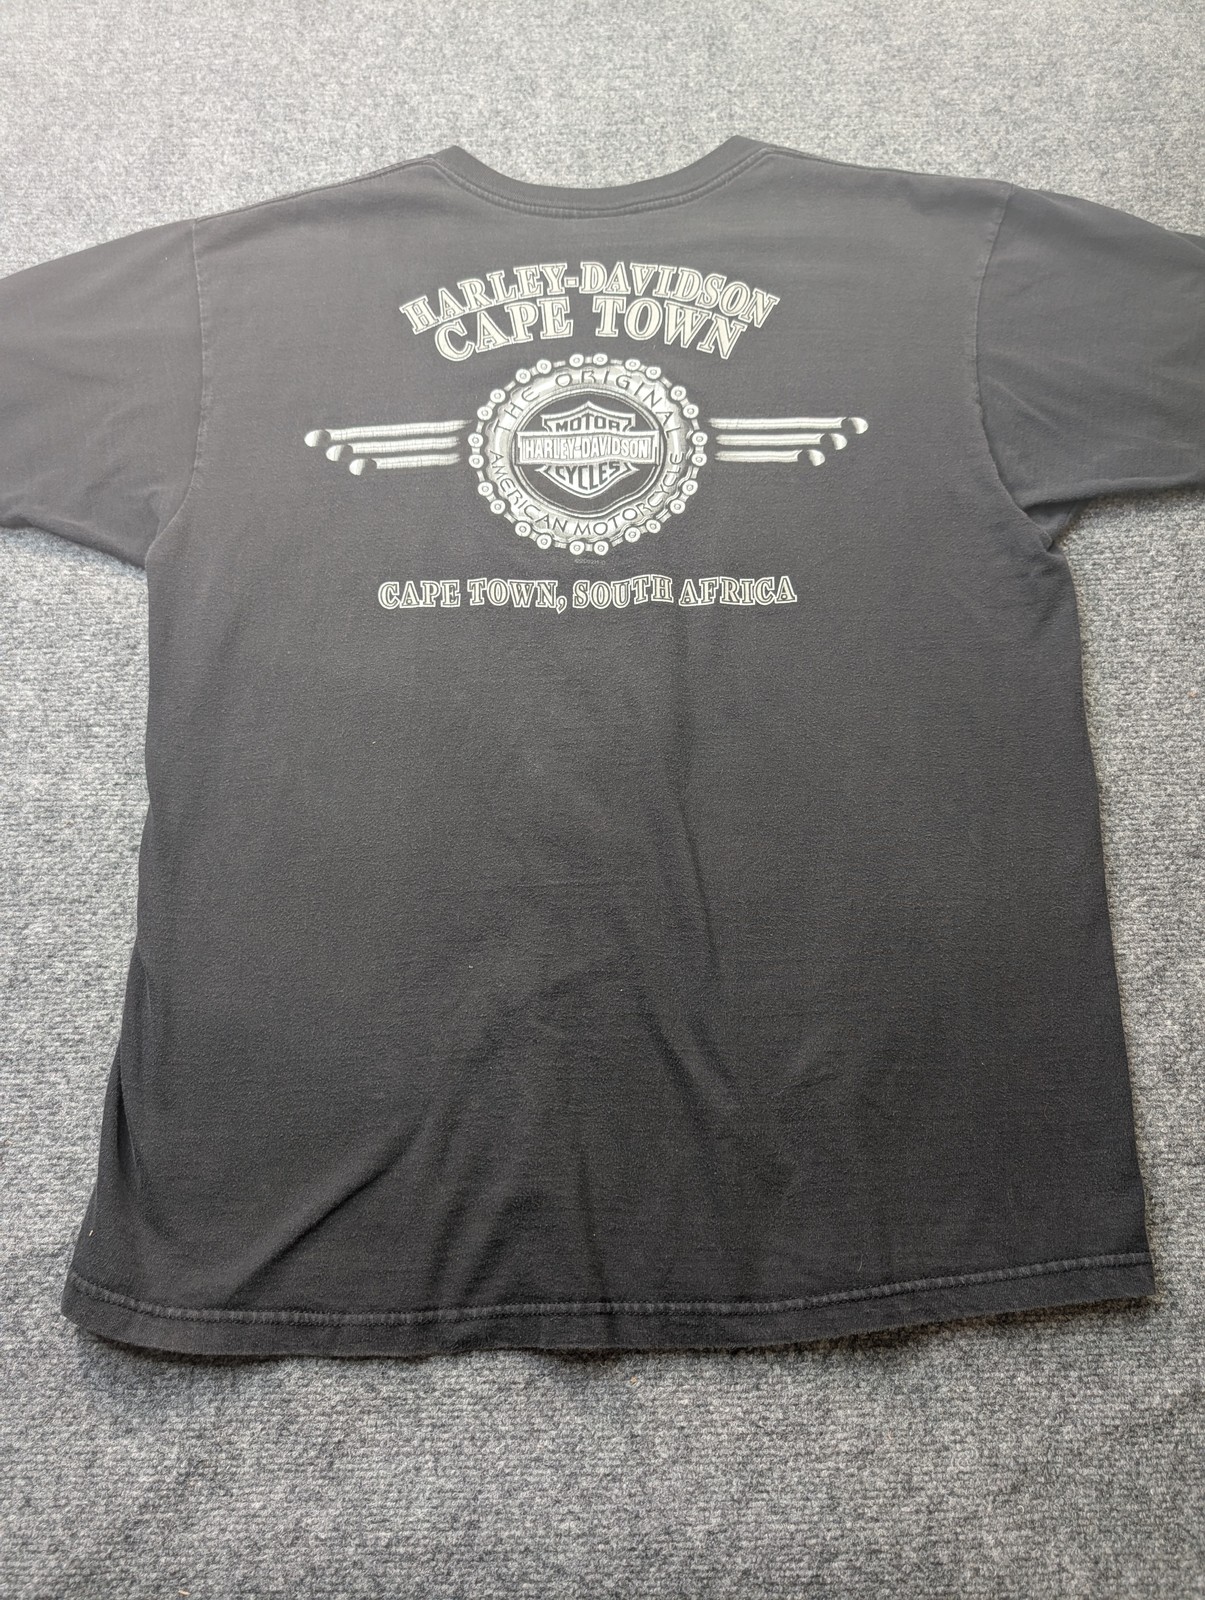 HARLEY-DAVIDSON
CAPE TOWN
THE ORIGINAL
MOTOR
HARLEY-DAVIDSON
CYCLES
AMERICAN MOTORCYCLE
CAPE TOWN, SOUTH AFRICA